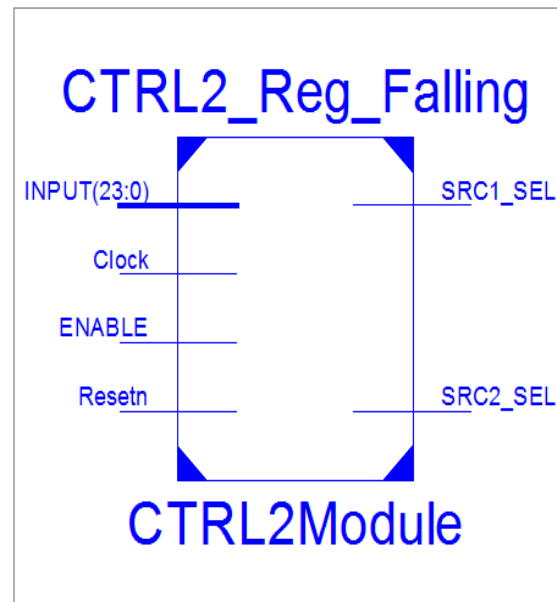 CTRL2_Reg_Falling
INPUT(23:0)
SRC1_SEL
Clock
ENABLE
Resetn
SRC2_SEL
CTRL2Module